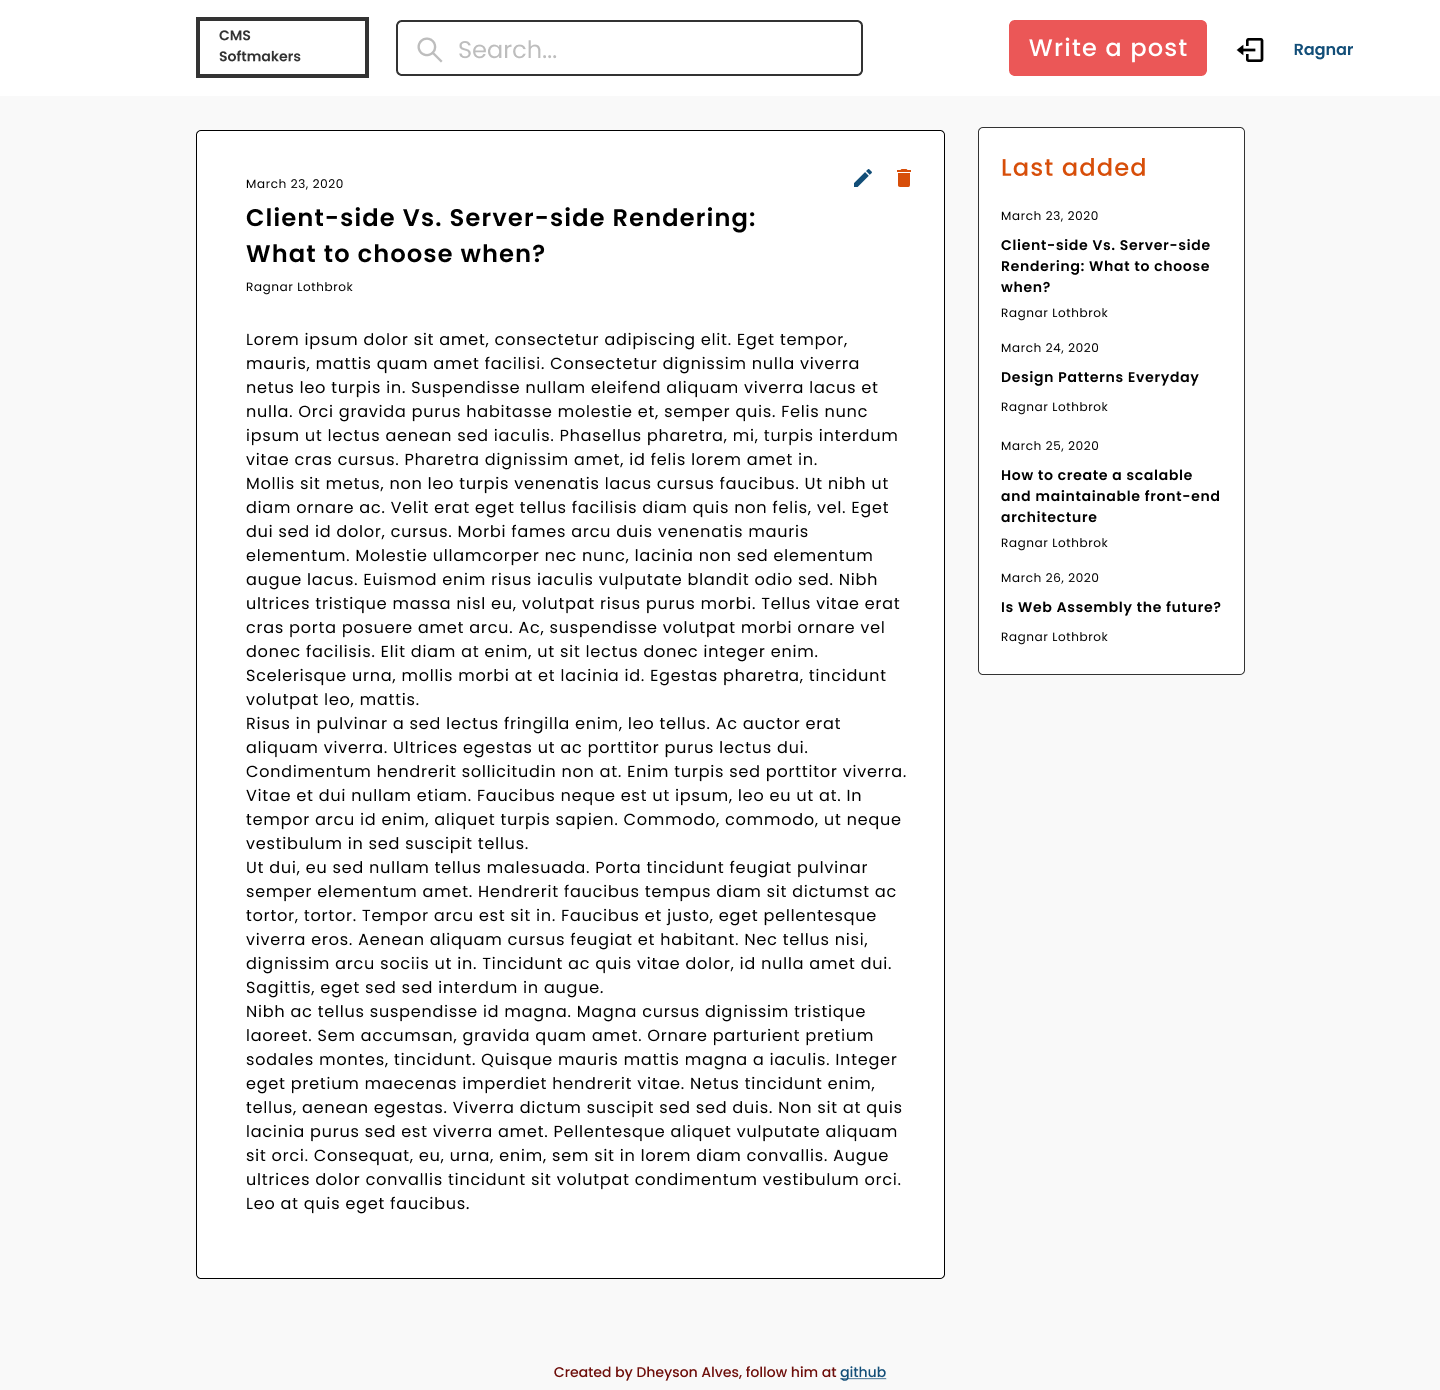 CMS
Softmakers
Search...
Write a post
Ragnar
March 23, 2020
Client-side Vs. Server-side Rendering:
What to choose when?
Ragnar Lothbrok
Lorem ipsum dolor sit amet, consectetur adipiscing elit. Eget tempor,
mauris, mattis quam amet facilisi. Consectetur dignissim nulla viverra
netus leo turpis in. Suspendisse nullam eleifend aliquam viverra lacus et
nulla. Orci gravida purus habitasse molestie et, semper quis. Felis nunc
ipsum ut lectus aenean sed iaculis. Phasellus pharetra, mi, turpis interdum
vitae cras cursus. Pharetra dignissim amet, id felis lorem amet in.
Mollis sit metus, non leo turpis venenatis lacus cursus faucibus. Ut nibh ut
diam ornare ac. Velit erat eget tellus facilisis diam quis non felis, vel. Eget
dui sed id dolor, cursus. Morbi fames arcu duis venenatis mauris
elementum. Molestie ullamcorper nec nunc, lacinia non sed elementum
augue lacus. Euismod enim risus iaculis vulputate blandit odio sed. Nibh
ultrices tristique massa nisl eu, volutpat risus purus morbi. Tellus vitae erat
cras porta posuere amet arcu. Ac, suspendisse volutpat morbi ornare vel
donec facilisis. Elit diam at enim, ut sit lectus donec integer enim.
Scelerisque urna, mollis morbi at et lacinia id. Egestas pharetra, tincidunt
volutpat leo, mattis.
Risus in pulvinar a sed lectus fringilla enim, leo tellus. Ac auctor erat
aliquam viverra. Ultrices egestas ut ac porttitor purus lectus dui.
Condimentum hendrerit sollicitudin non at. Enim turpis sed porttitor viverra.
Vitae et dui nullam etiam. Faucibus neque est ut ipsum, leo eu ut at. In
tempor arcu id enim, aliquet turpis sapien. Commodo, commodo, ut neque
vestibulum in sed suscipit tellus.
Ut dui, eu sed nullam tellus malesuada. Porta tincidunt feugiat pulvinar
semper elementum amet. Hendrerit faucibus tempus diam sit dictumst ac
tortor, tortor. Tempor arcu est sit in. Faucibus et justo, eget pellentesque
viverra eros. Aenean aliquam cursus feugiat et habitant. Nec tellus nisi,
dignissim arcu sociis ut in. Tincidunt ac quis vitae dolor, id nulla amet dui.
Sagittis, eget sed sed interdum in augue.
Nibh ac tellus suspendisse id magna. Magna cursus dignissim tristique
laoreet. Sem accumsan, gravida quam amet. Ornare parturient pretium
sodales montes, tincidunt. Quisque mauris mattis magna a iaculis. Integer
eget pretium maecenas imperdiet hendrerit vitae. Netus tincidunt enim,
tellus, aenean egestas. Viverra dictum suscipit sed sed duis. Non sit at quis
lacinia purus sed est viverra amet. Pellentesque aliquet vulputate aliquam
sit orci. Consequat, eu, urna, enim, sem sit in lorem diam convallis. Augue
ultrices dolor convallis tincidunt sit volutpat condimentum vestibulum orci.
Leo at quis eget faucibus.
Last added
March 23, 2020
Client-side Vs. Server-side
Rendering: What to choose
when?
Ragnar Lothbrok
March 24, 2020
Design Patterns Everyday
Ragnar Lothbrok
March 25, 2020
How to create a scalable
and maintainable front-end
architecture
Ragnar Lothbrok
March 26, 2020
Is Web Assembly the future?
Ragnar Lothbrok
Created by Dheyson Alves, follow him at github